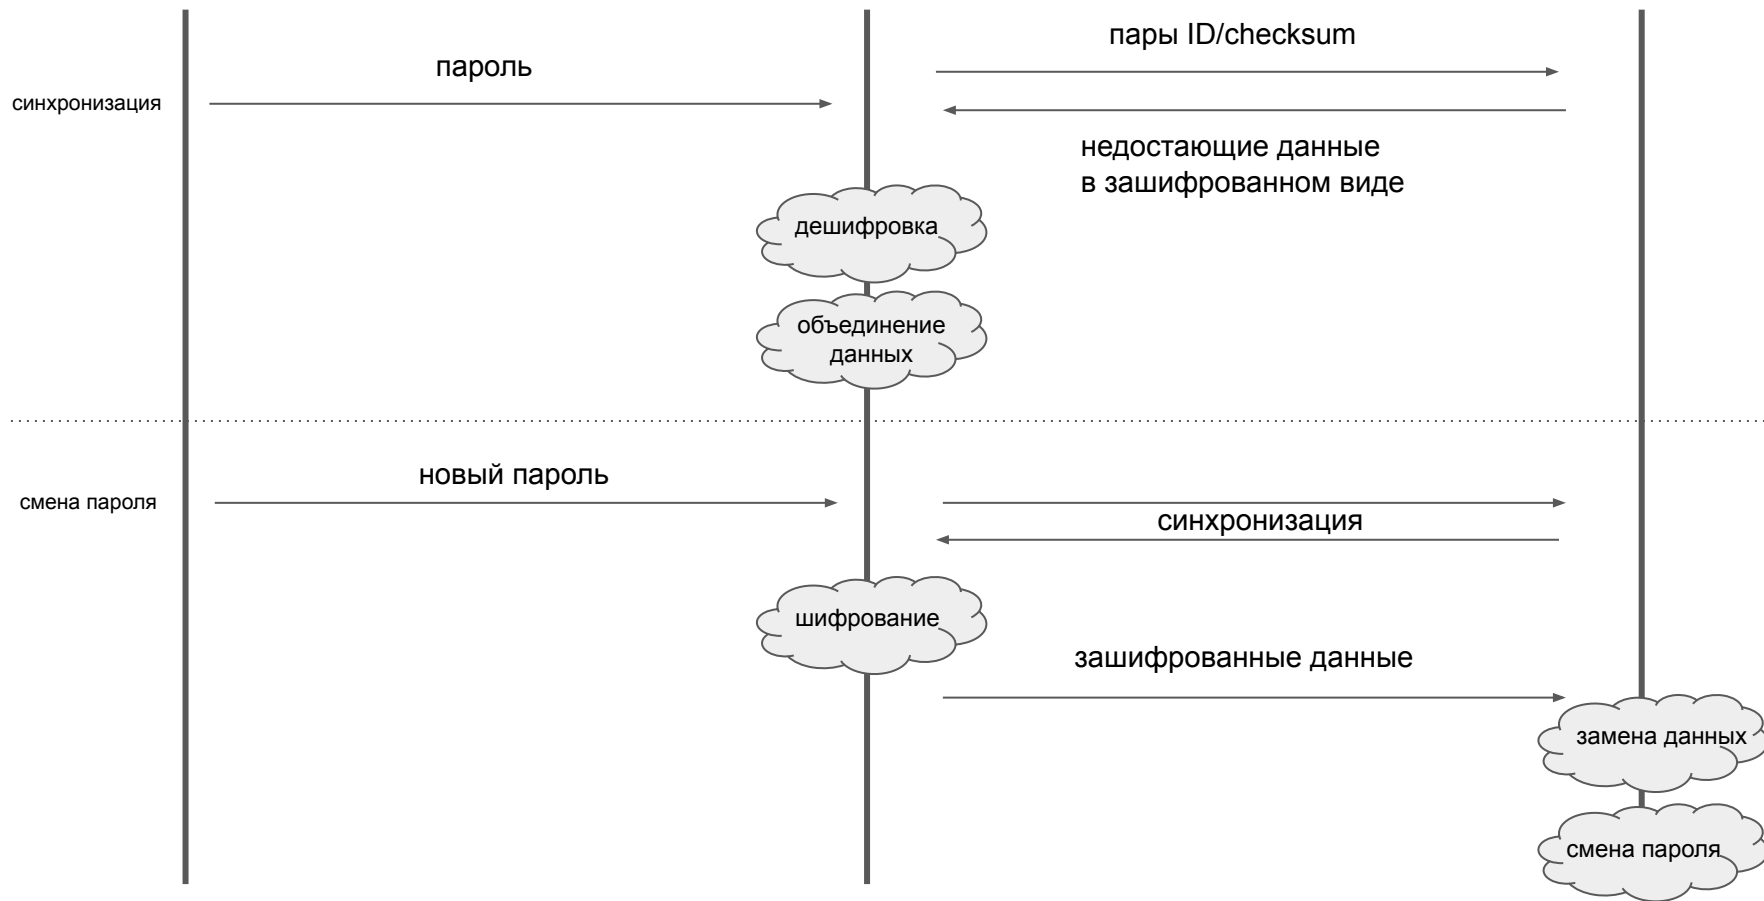 пары ID/checksum
пароль
синхронизация
недостающие данные
в зашифрованном виде
дешифровка
объединение
данных
новый пароль
смена пароля
синхронизация
шифрование
зашифрованные данные
замена данных
смена пароля